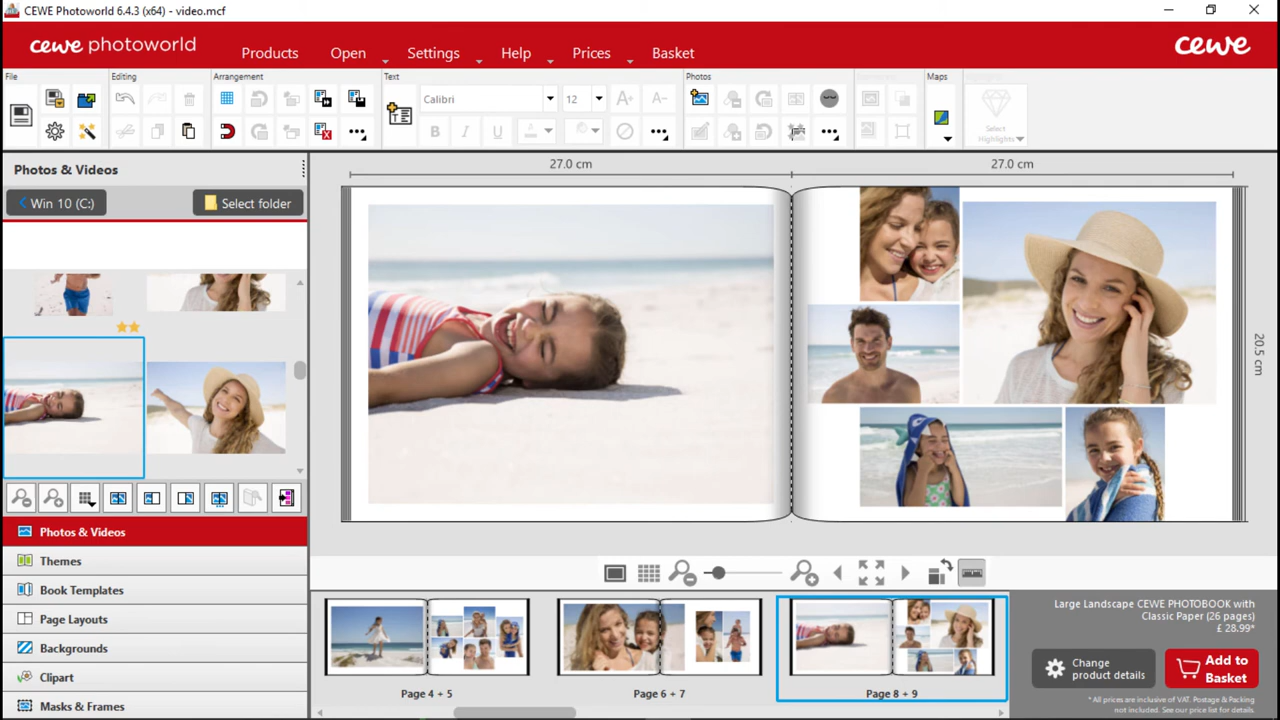 CEWE Photoworld 6.4.3 (x64) - video.mcf
cewe photoworld
Products
Open
Settings
Help
Prices
Basket
cewe
File
Editing
Arrangement
Text
Photos
Maps
Calibri
12
A+
A-
B
I
U
Select
Highlights
Photos & Videos
Win 10 (C:)
Select folder
27.0 cm
27.0 cm
20.5 cm
Photos & Videos
Themes
Book Templates
Page Layouts
Backgrounds
Clipart
Masks & Frames
Page 4 + 5
Page 6 + 7
Page 8 + 9
Large Landscape CEWE PHOTOBOOK with
Classic Paper (26 pages)
£ 28.99*
Change
product details
Add to
Basket
* All prices are inclusive of VAT. Postage & Packing
not included. See our price list for details.